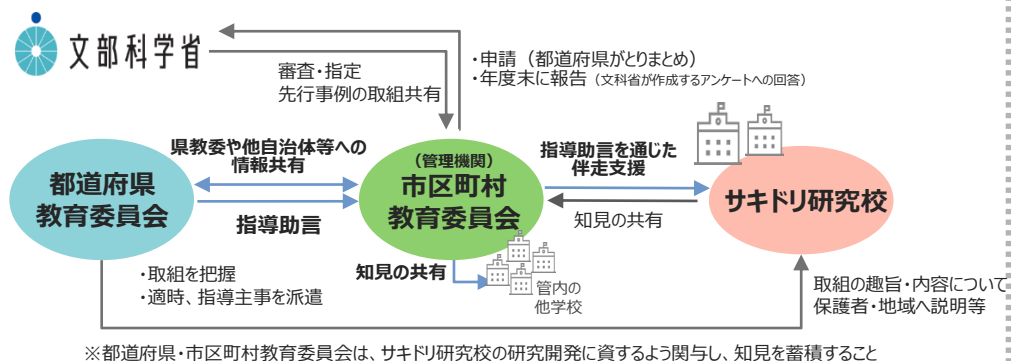 文部科学省
審査・指定
先行事例の取組共有
・申請（都道府県がとりまとめ）
・年度末に報告（文科省が作成するアンケートへの回答）
県教委や他自治体等への
情報共有
都道府県
教育委員会
指導助言
（管理機関）
市区町村
教育委員会
指導助言を通じた
伴走支援
知見の共有
サキドリ研究校
知見の共有
管内の
他学校
・取組を把握
・適時、指導主事を派遣
取組の趣旨・内容について
保護者・地域へ説明等
※都道府県・市区町村教育委員会は、サキドリ研究校の研究開発に資するよう関与し、知見を蓄積すること